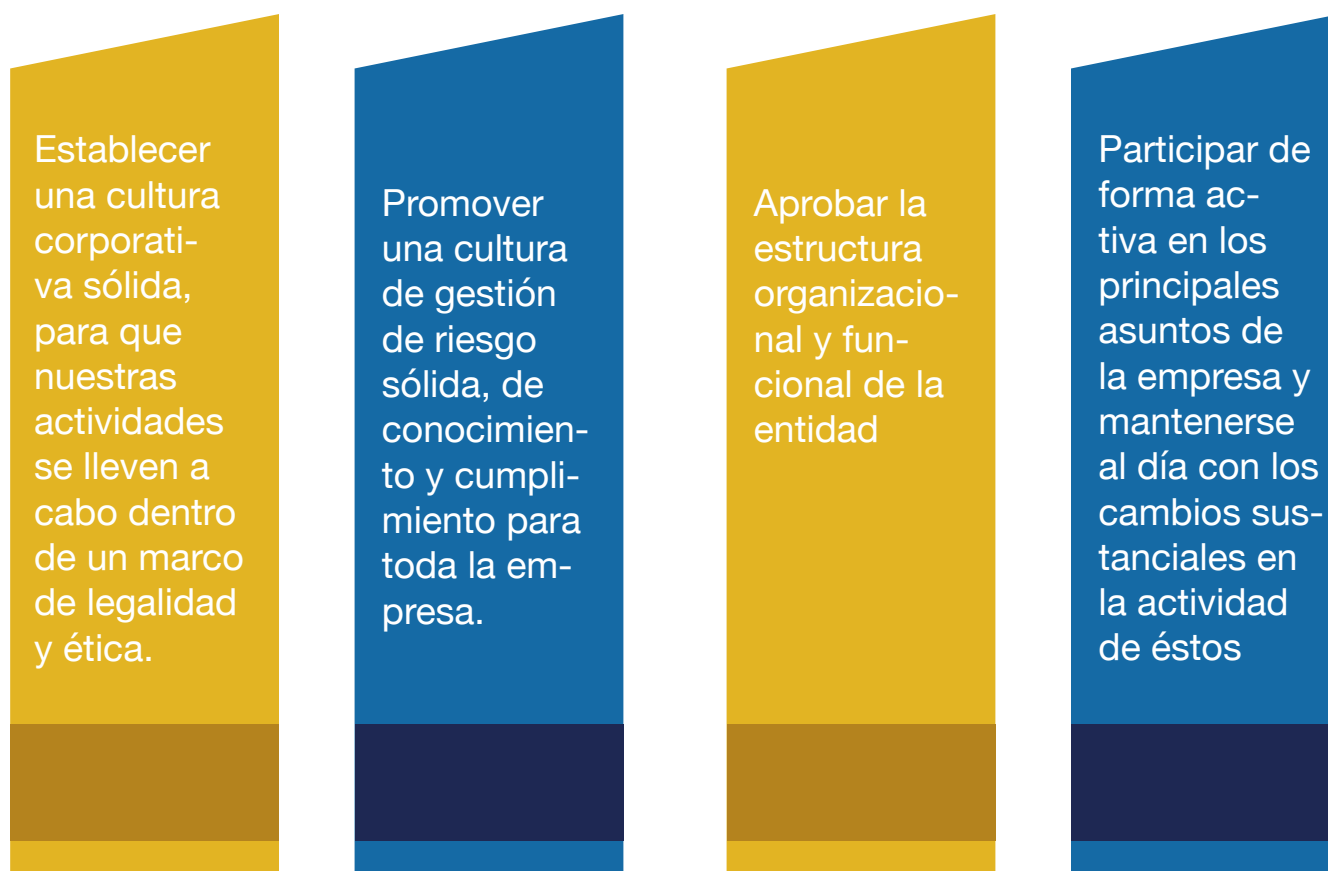 Establecer
una cultura
corporati-
va sólida,
para que
nuestras
actividades
se lleven a
cabo dentro
de un marco
de legalidad
y ética.
Promover
una cultura
de gestión
de riesgo
sólida, de
conocimien-
to y cumpli-
miento para
toda la em-
presa.
Aprobar la
estructura
organizacio-
nal y fun-
cional de la
entidad
Participar de
forma ac-
tiva en los
principales
asuntos de
la empresa y
mantenerse
al día con los
cambios sus-
tanciales en
la actividad
de éstos